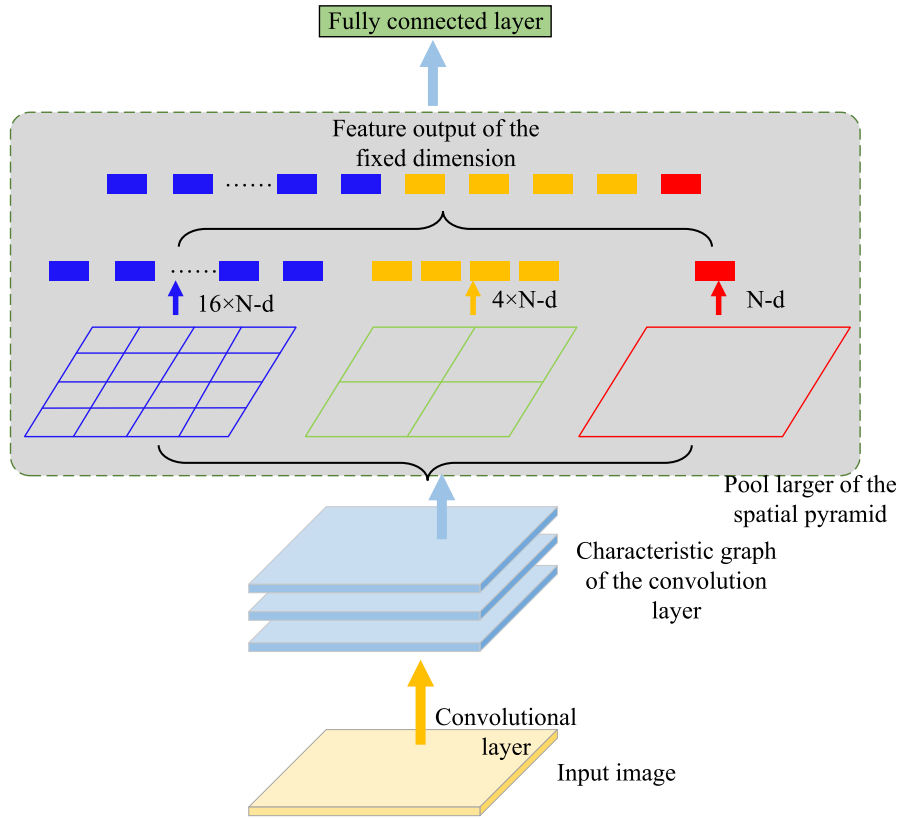 Fully connected layer
Feature output of the
fixed dimension
......
......
16×N-d
4×N-d
N-d
Pool larger of the
spatial pyramid
Characteristic graph
of the convolution
layer
Convolutional
layer
Input image